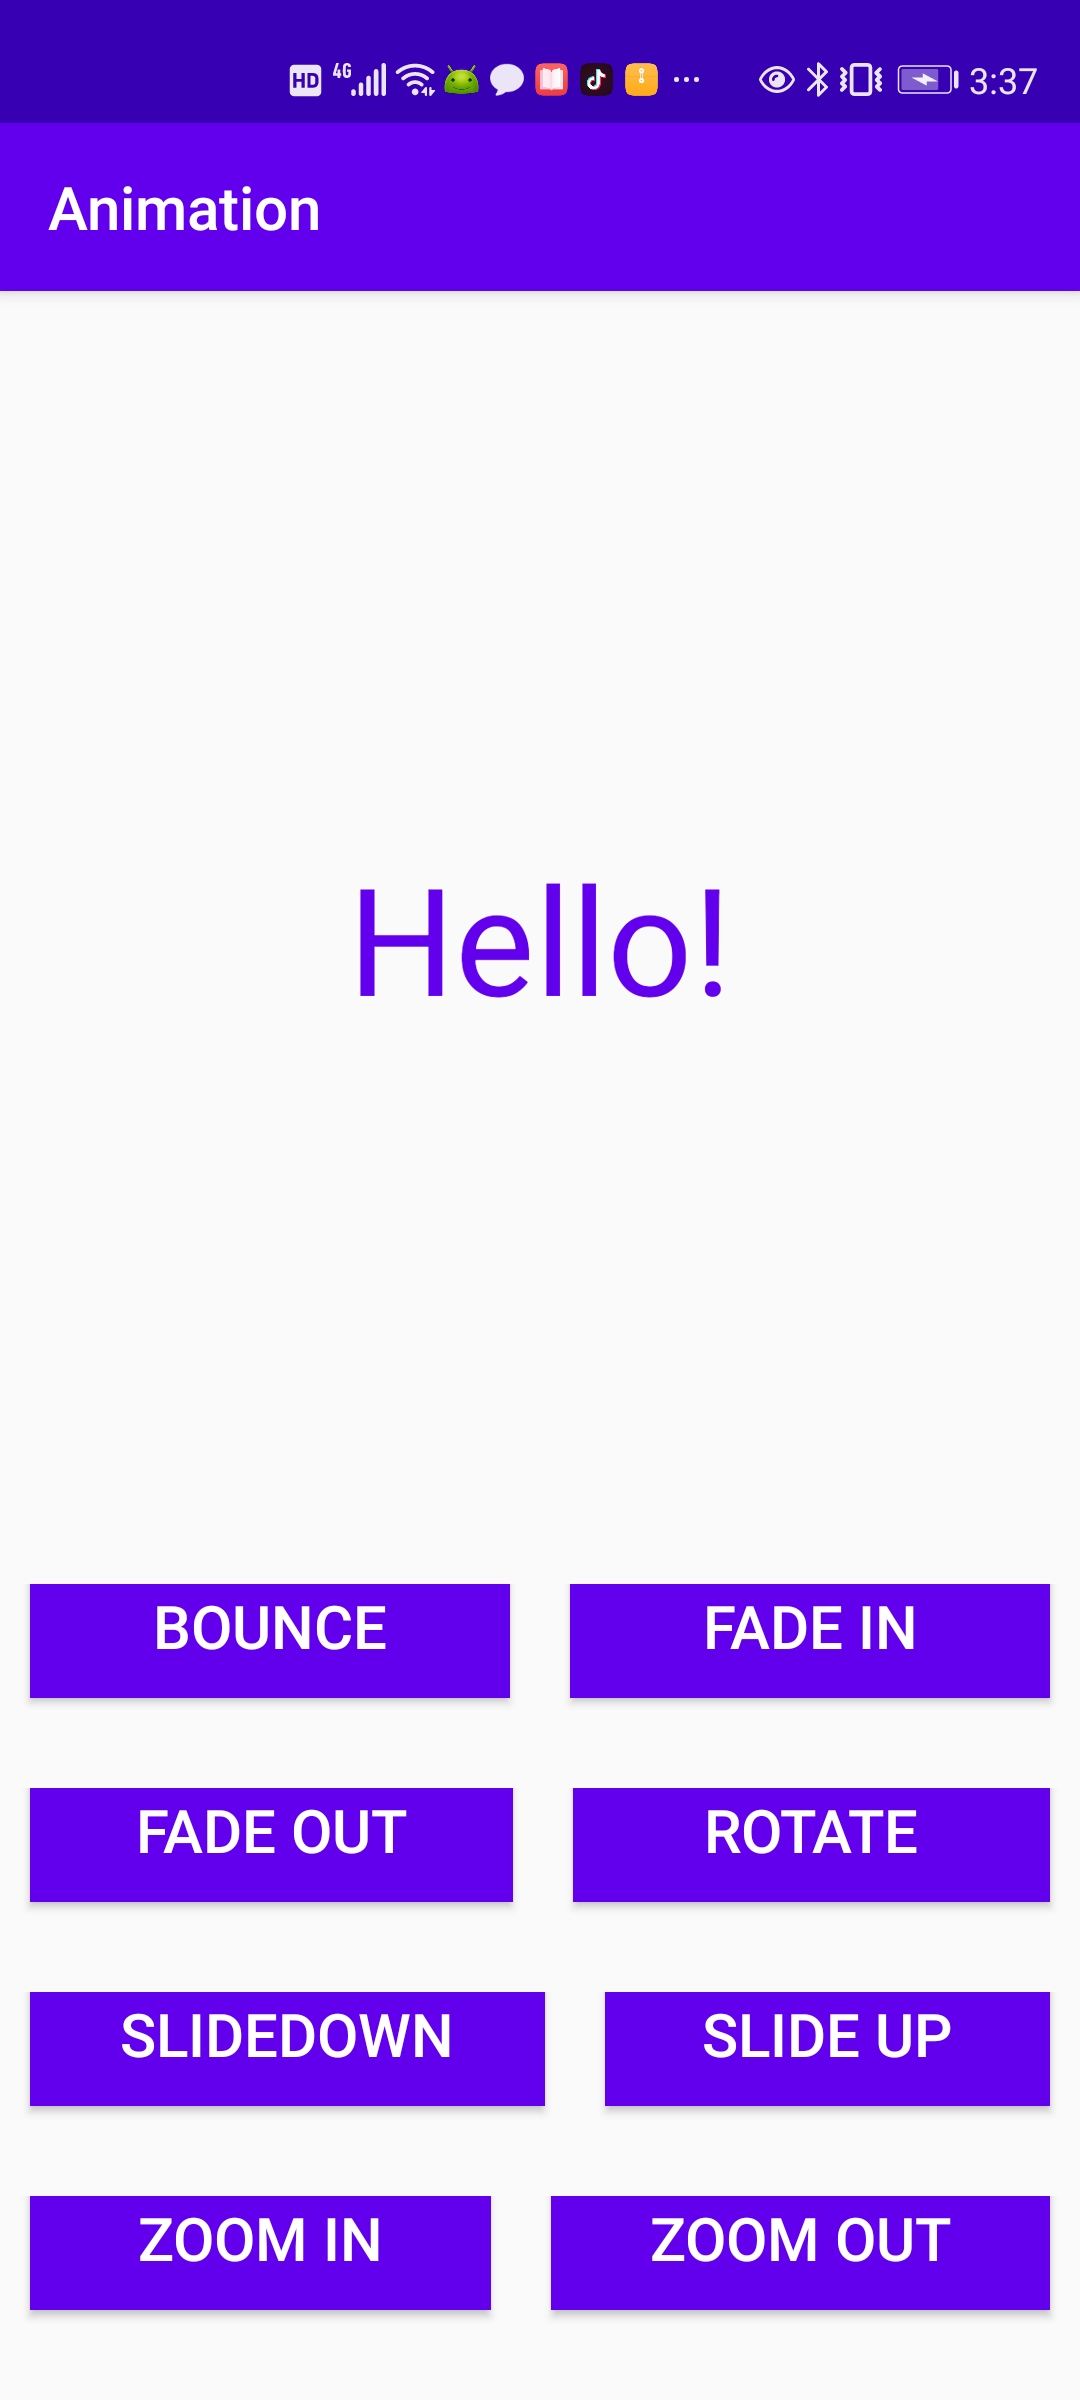 HD 4G 3:37
Animation
Hello!
BOUNCE FADE IN
FADE OUT ROTATE
SLIDEDOWN SLIDE UP
ZOOM IN ZOOM OUT